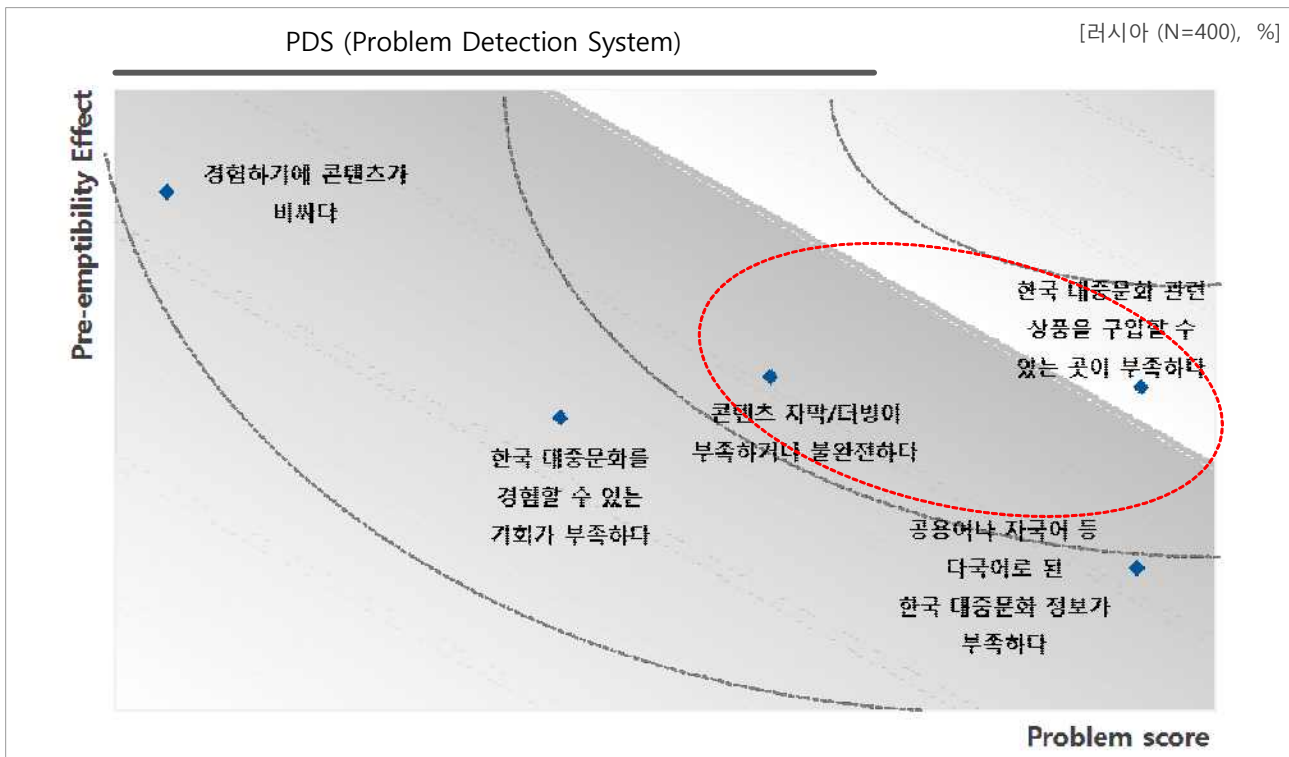 PDS (Problem Detection System)
[러시아 (N=400), %]
Pre-emptibility Effect
경험하기에 콘텐츠가
비싸다
한국 대중문화 관련
상품을 구입할 수
있는 곳이 부족하다
콘텐츠 자막/더빙이
부족하거나 불완전하다
한국 대중문화를
경험할 수 있는
기회가 부족하다
공용어나 자국어 등
다국어로 된
한국 대중문화 정보가
부족하다
Problem score